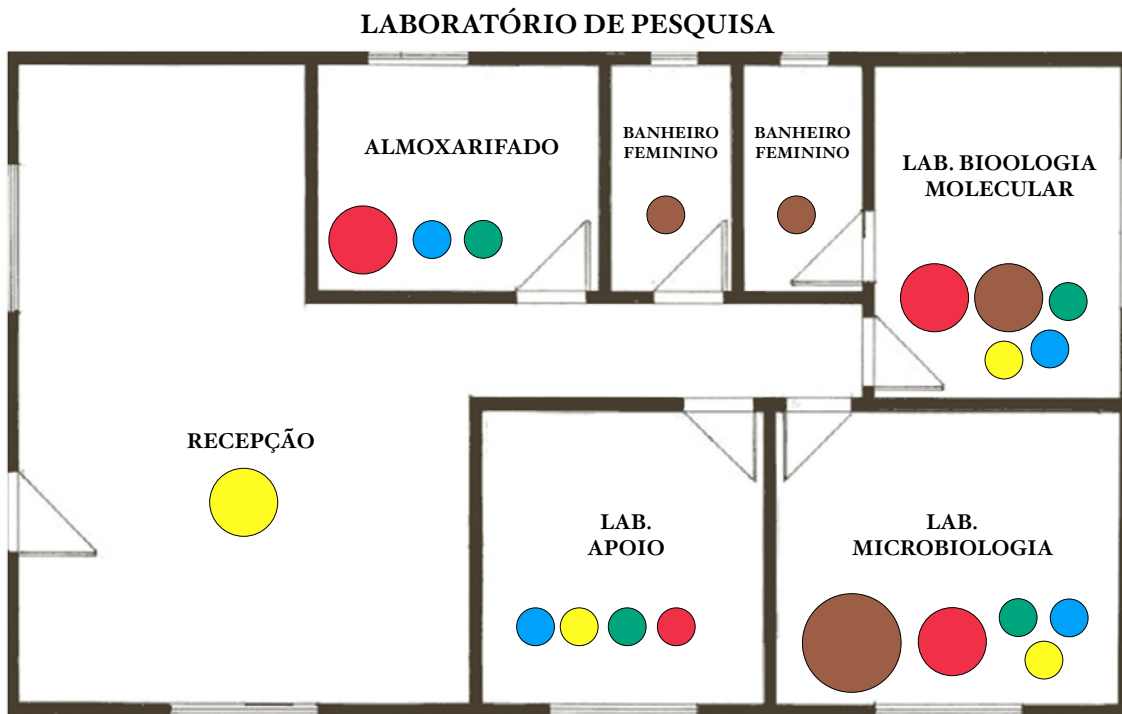 LABORATÓRIO DE PESQUISA
ALMOXARIFADO
BANHEIRO
FEMININO
BANHEIRO
FEMININO
LAB. BIOOLOGIA
MOLECULAR
RECEPÇÃO
LAB.
APOIO
LAB.
MICROBIOLOGIA